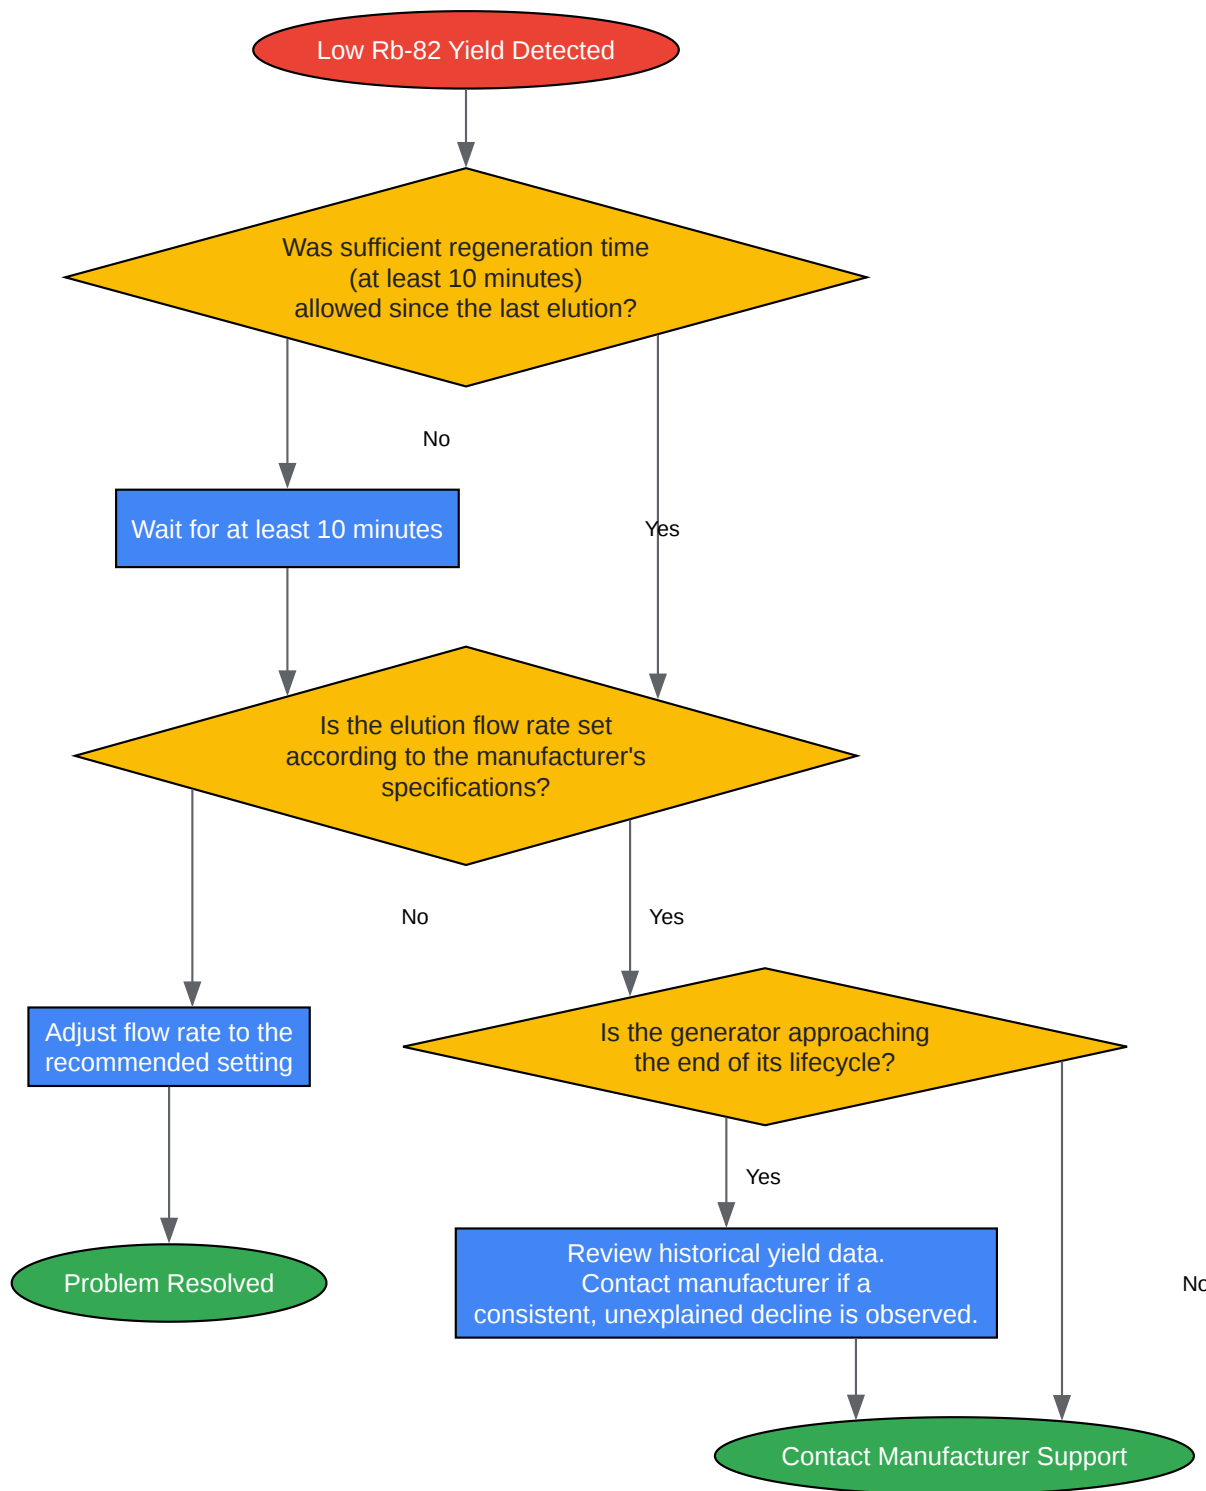 Low Rb-82 Yield Detected
Was sufficient regeneration time
(at least 10 minutes)
allowed since the last elution?
No
Wait for at least 10 minutes
Yes
Is the elution flow rate set
according to the manufacturer's
specifications?
No
Yes
Adjust flow rate to the
recommended setting
Is the generator approaching
the end of its lifecycle?
Yes
Problem Resolved
Review historical yield data.
Contact manufacturer if a
consistent, unexplained decline is observed.
No
Contact Manufacturer Support